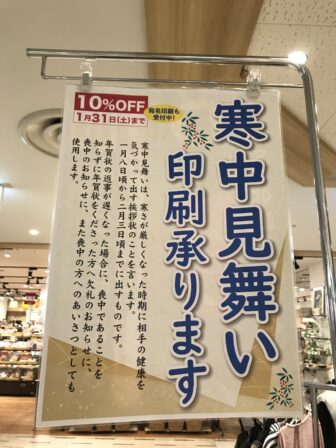 10%OFF
1月31日(土)まで
宛名印刷も
受付中!
寒中見舞い
印刷承ります
寒中見舞いは、寒さが厳しくなった時期に相手の健康を
気づかって出す挨拶状のことを言います。
一月八日頃から二月三日頃までに出すものです。
年賀状の返事が遅くなった場合に、喪中であることを
知らずに年賀状をくださった方へ欠礼のお知らせに、
喪中のお知らせに、また喪中の方へのあいさつとしても
使用します。